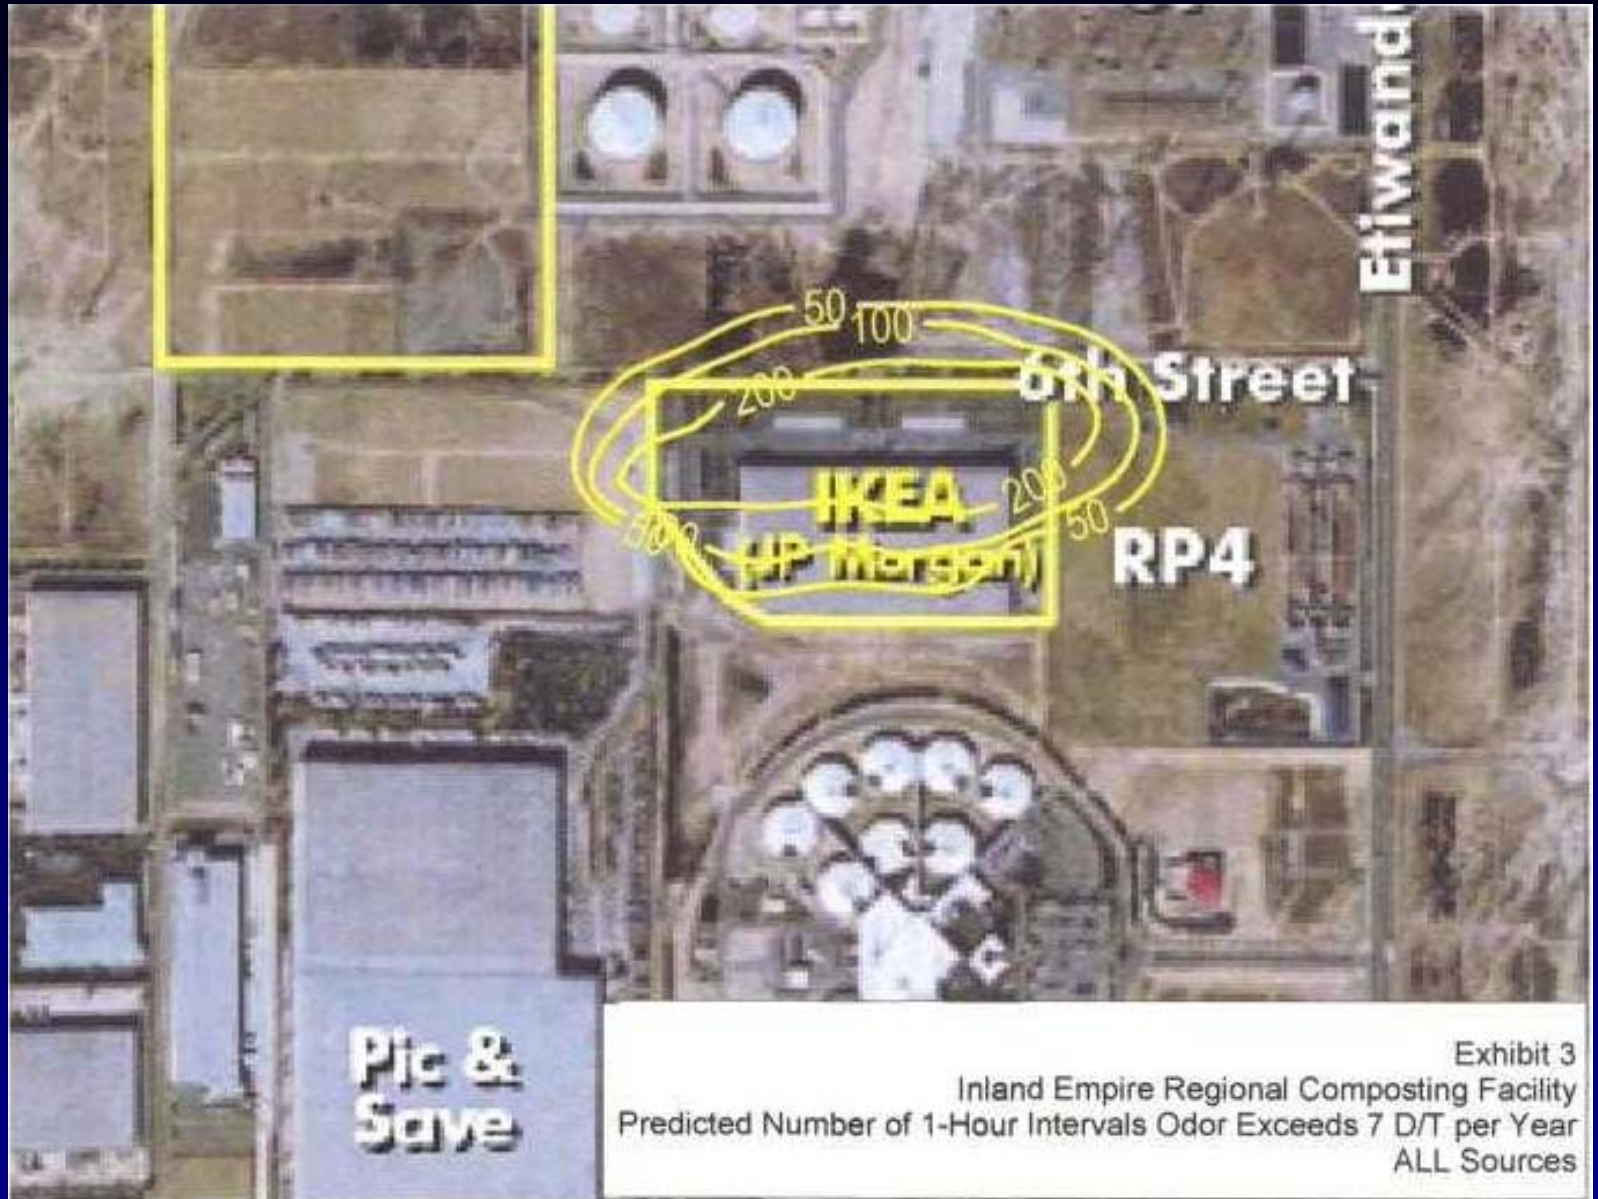 Etiwand
50
100
6th Street
200
IKEA
200
50
(JP Morgan)
RP4
Pic &
Save
Exhibit 3
Inland Empire Regional Composting Facility
Predicted Number of 1-Hour Intervals Odor Exceeds 7 D/T per Year
ALL Sources